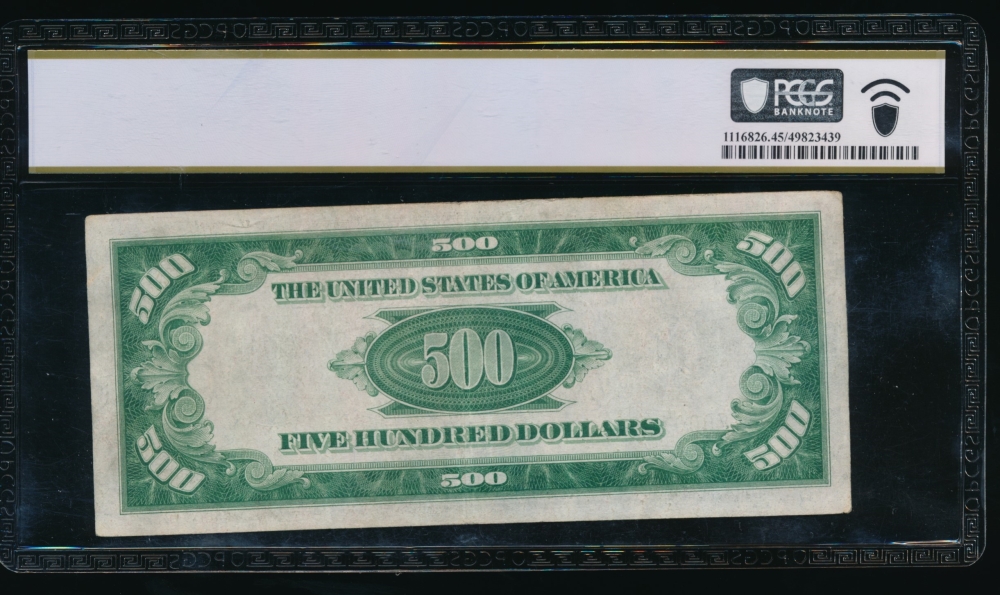 PCGS
BANKNOTE
1116826.45/49823439
500
500 500
THE UNITED STATES OF AMERICA
500
FIVE HUNDRED DOLLARS
500 500
500